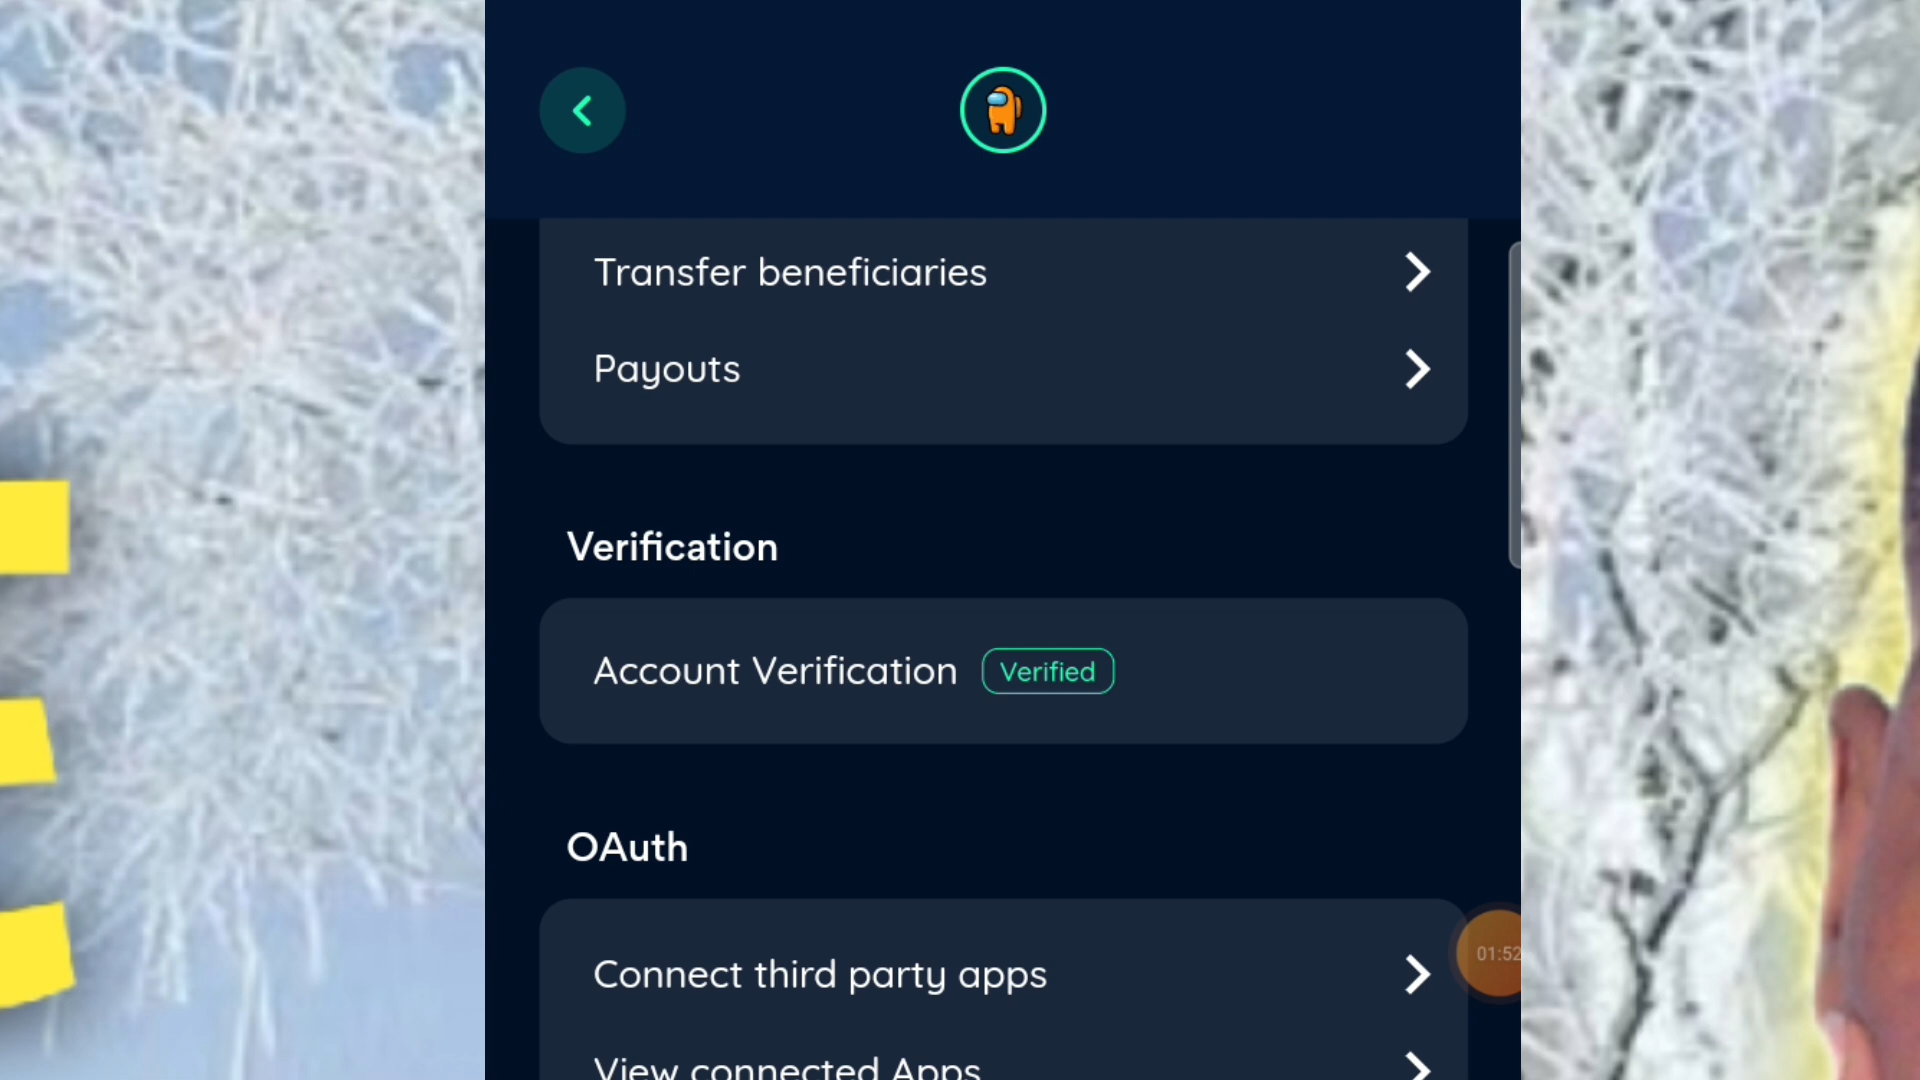 Transfer beneficiaries
Payouts
Verification
Account Verification Verified
OAuth
Connect third party apps
01:52
View connected Apps